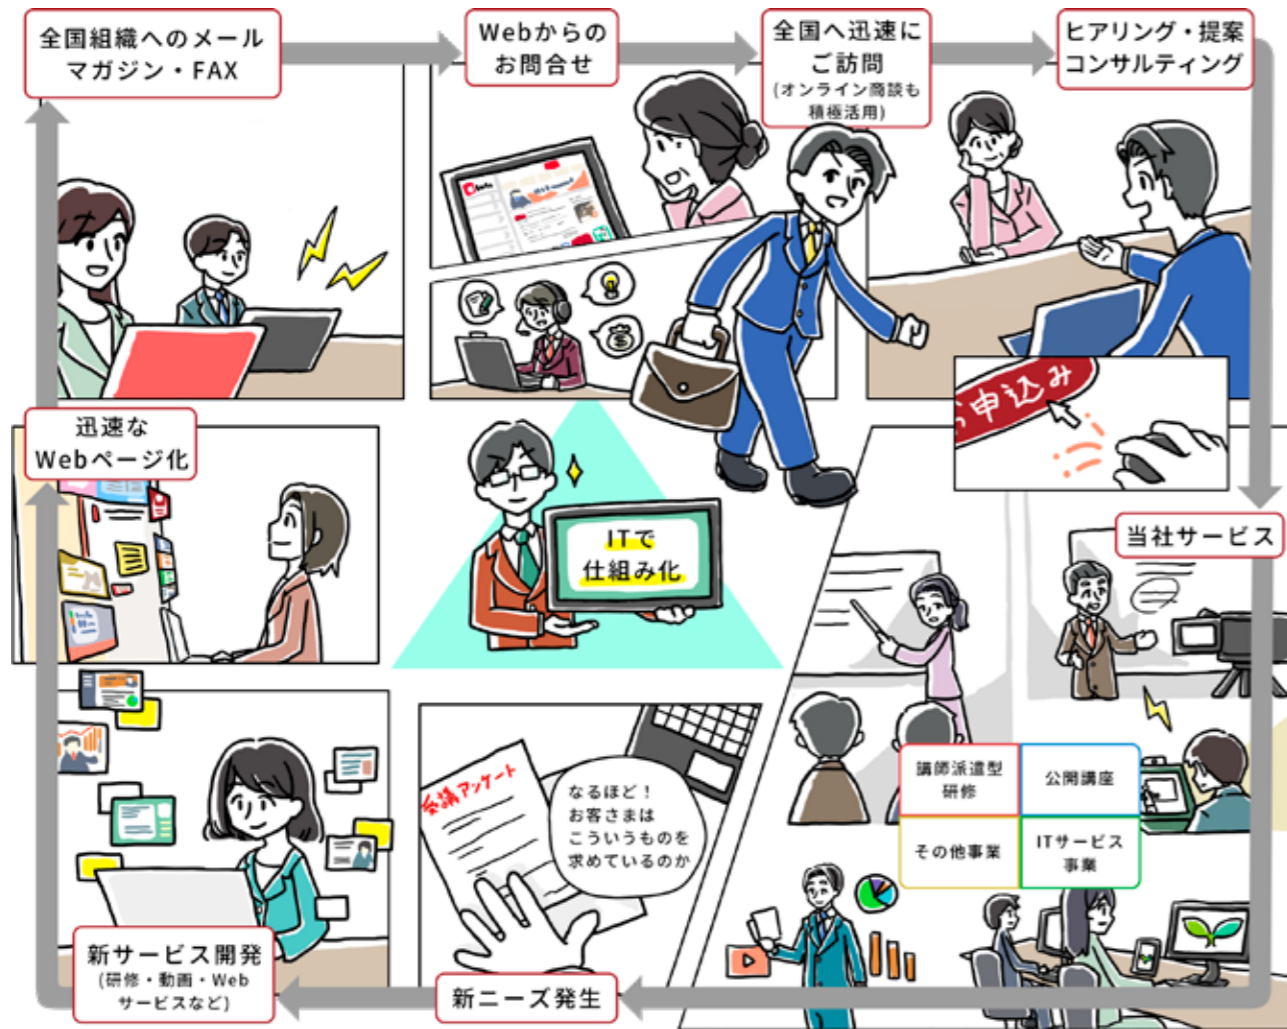 全国組織へのメール
マガジン・FAX
Webからの
お問合せ
全国へ迅速に
ご訪問
(オンライン商談も
積極活用)
ヒアリング・提案
コンサルティング
お申込み
迅速な
Webページ化
ITで
仕組み化
当社サービス
講師派遣型
研修
公開講座
その他事業
ITサービス
事業
受講アンケート
なるほど！
お客さまは
こういうものを
求めているのか
新サービス開発
(研修・動画・Web
サービスなど)
新ニーズ発生